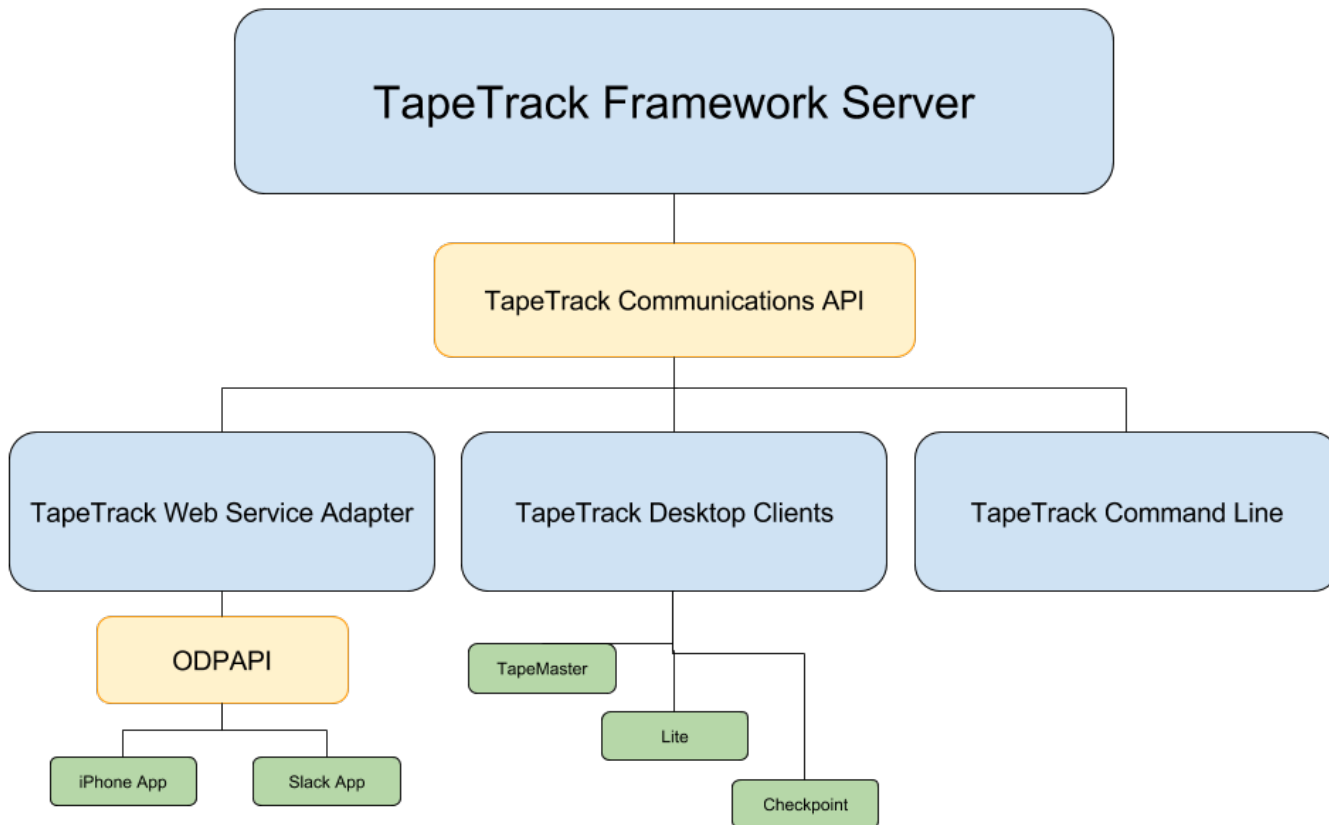 TapeTrack Framework Server
TapeTrack Communications API
TapeTrack Web Service Adapter
TapeTrack Desktop Clients
TapeTrack Command Line
ODPAPI
TapeMaster
Lite
iPhone App
Slack App
Checkpoint